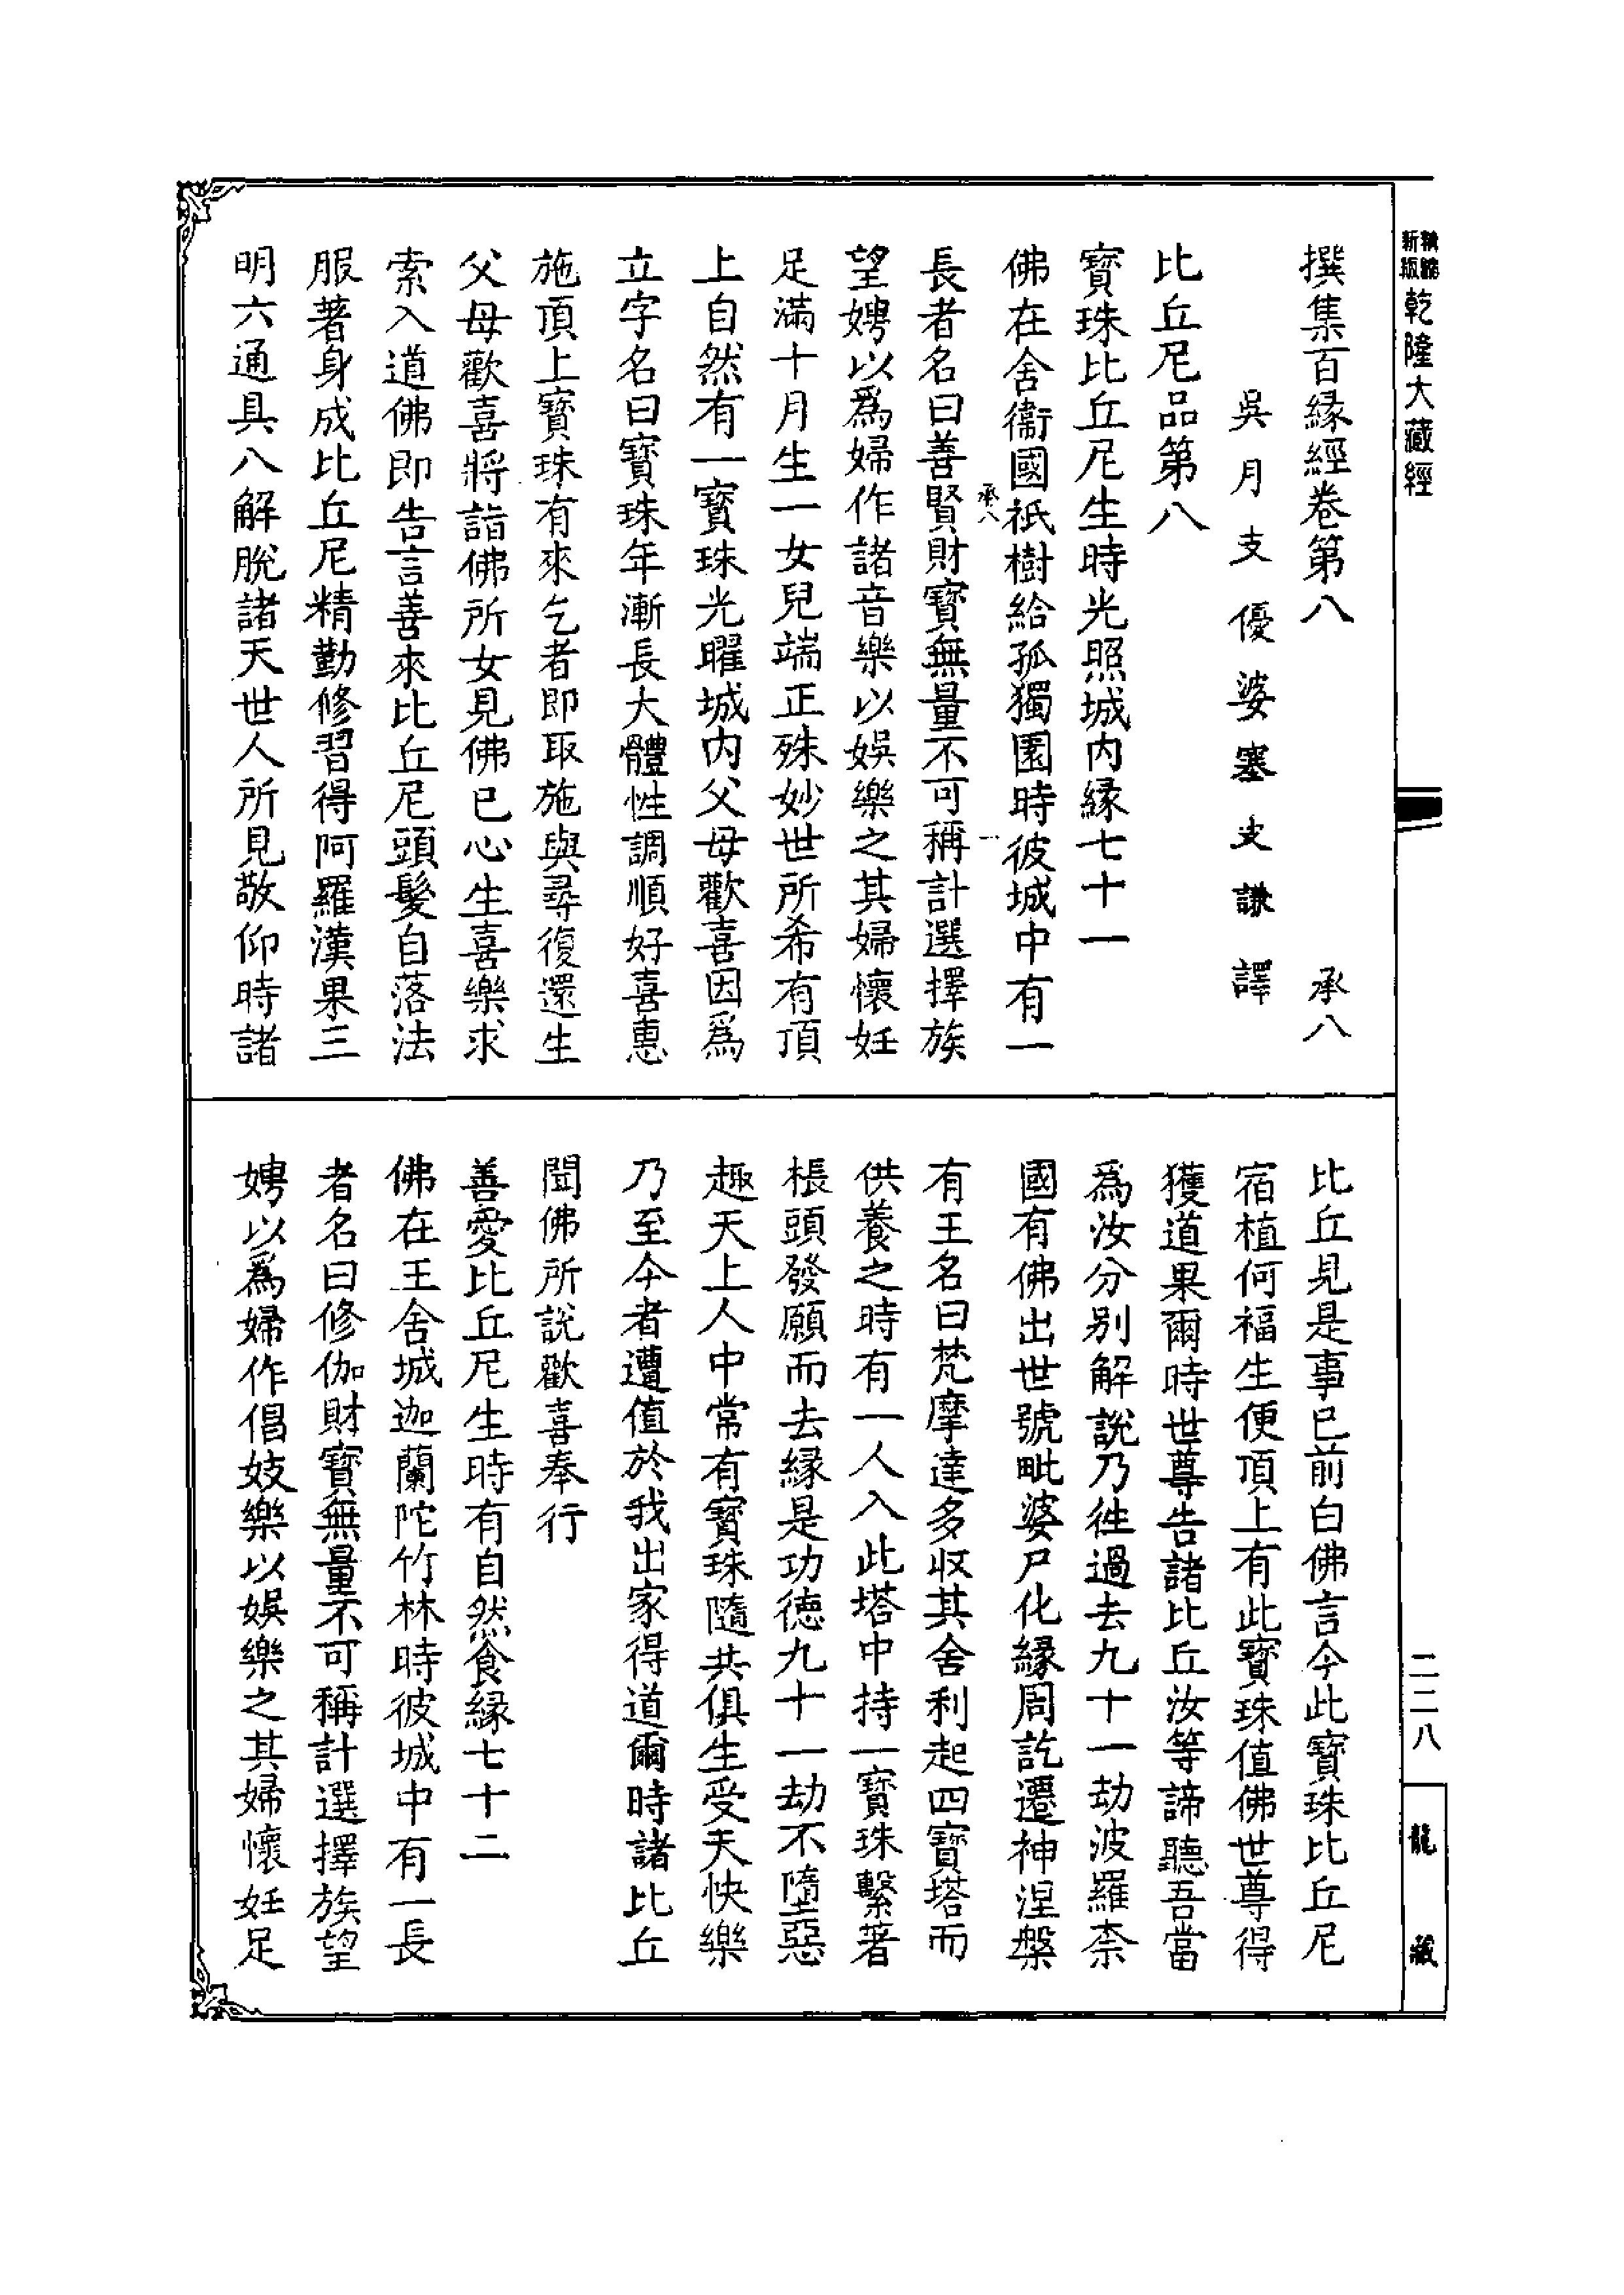 新編縮版乾隆大藏經
撰集百緣經卷第八 承八
吳月支優婆塞支謙譯
比丘尼品第八
寶珠比丘尼生時光照城内緣七十一
佛在舍衞國祇樹給孤獨園時彼城中有一
承八 一
長者名曰善賢財寶無量不可稱計選擇族
望娉以爲婦作諸音樂以娛樂之其婦懷妊
足滿十月生一女兒端正殊妙世所希有頂
上自然有一寶珠光曜城内父母歡喜因爲
立字名曰寶珠年漸長大體性調順好喜惠
施頂上寶珠有來乞者即取施與尋復還生
父母歡喜將詣佛所女見佛已心生喜樂求
索入道佛即告言善來比丘尼頭髮自落法
服著身成比丘尼精勤修習得阿羅漢果三
明六通具八解脫諸天世人所見敬仰時諸
比丘見是事已前白佛言今此寶珠比丘尼
宿植何福生便頂上有此寶珠值佛世尊得
獲道果爾時世尊告諸比丘汝等諦聽吾當
爲汝分别解說乃徃過去九十一劫波羅柰
國有佛出世號毗婆尸化緣周訖遷神涅槃
有王名曰梵摩達多収其舍利起四寶塔而
供養之時有一人入此塔中持一寶珠繫著
棖頭發願而去緣是功德九十一劫不墮惡
趣天上人中常有寶珠隨共俱生受天快樂
乃至今者遭值於我出家得道爾時諸比丘
聞佛所說歡喜奉行
善愛比丘尼生時有自然食緣七十二
佛在王舍城迦蘭陀竹林時彼城中有一長
者名曰修伽財寶無量不可稱計選擇族望
娉以爲婦作倡妓樂以娛樂之其婦懷妊足
二二八
龍藏